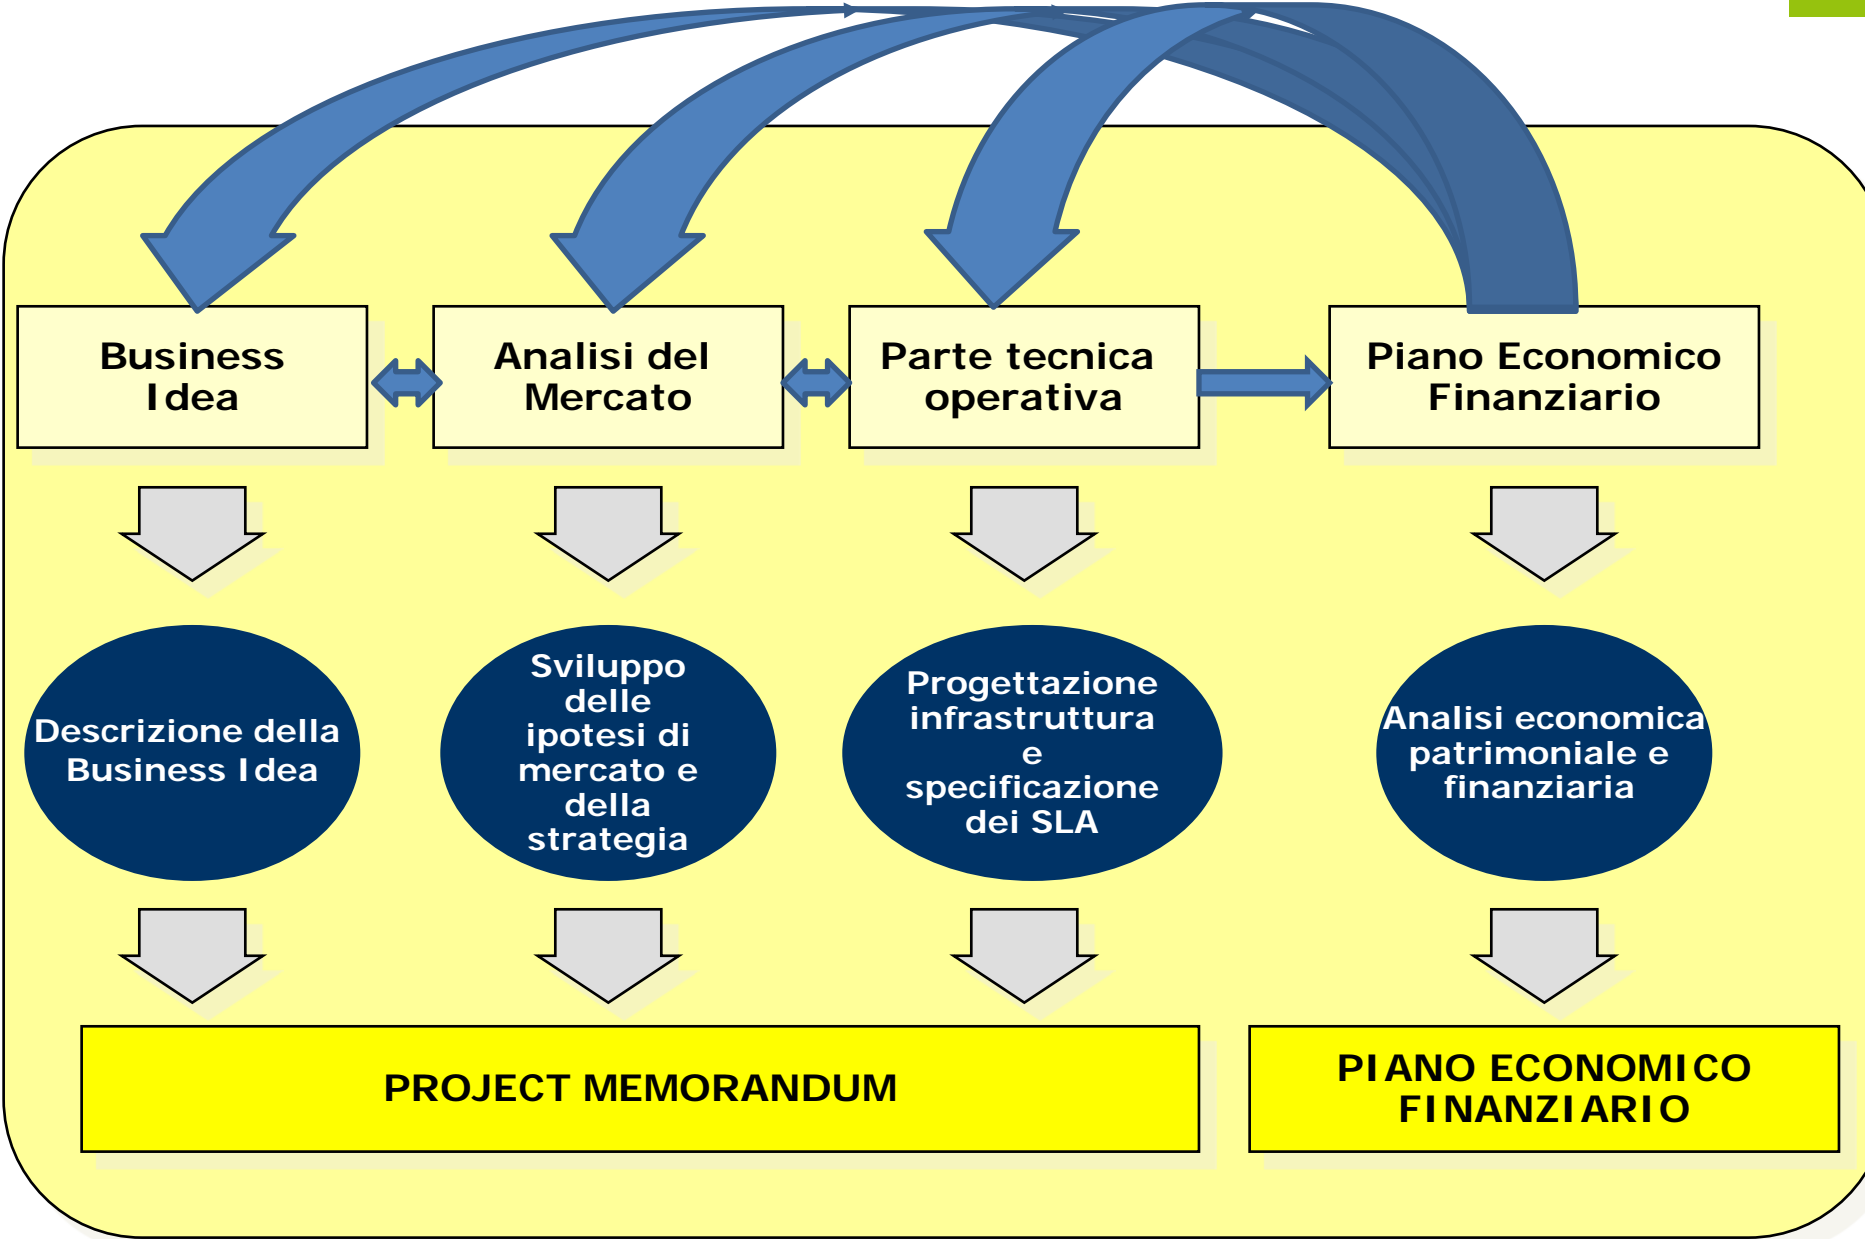 Business
Idea
Analisi del
Mercato
Parte tecnica
operativa
Piano Economico
Finanziario
Descrizione della
Business Idea
Sviluppo
delle
ipotesi di
mercato e
della
strategia
Progettazione
infrastruttura
e
specificazione
dei SLA
Analisi economica
patrimoniale e
finanziaria
PROJECT MEMORANDUM
PIANO ECONOMICO
FINANZIARIO